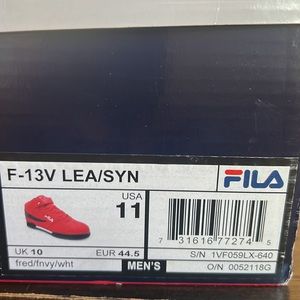 F-13V LEA/SYN
FILA
USA
11
UK 10
EUR 44.5
fred/fnvy/wht
MEN'S
7 31616 77274 5
S/N 1VF059LX-640
O/N 0052118G